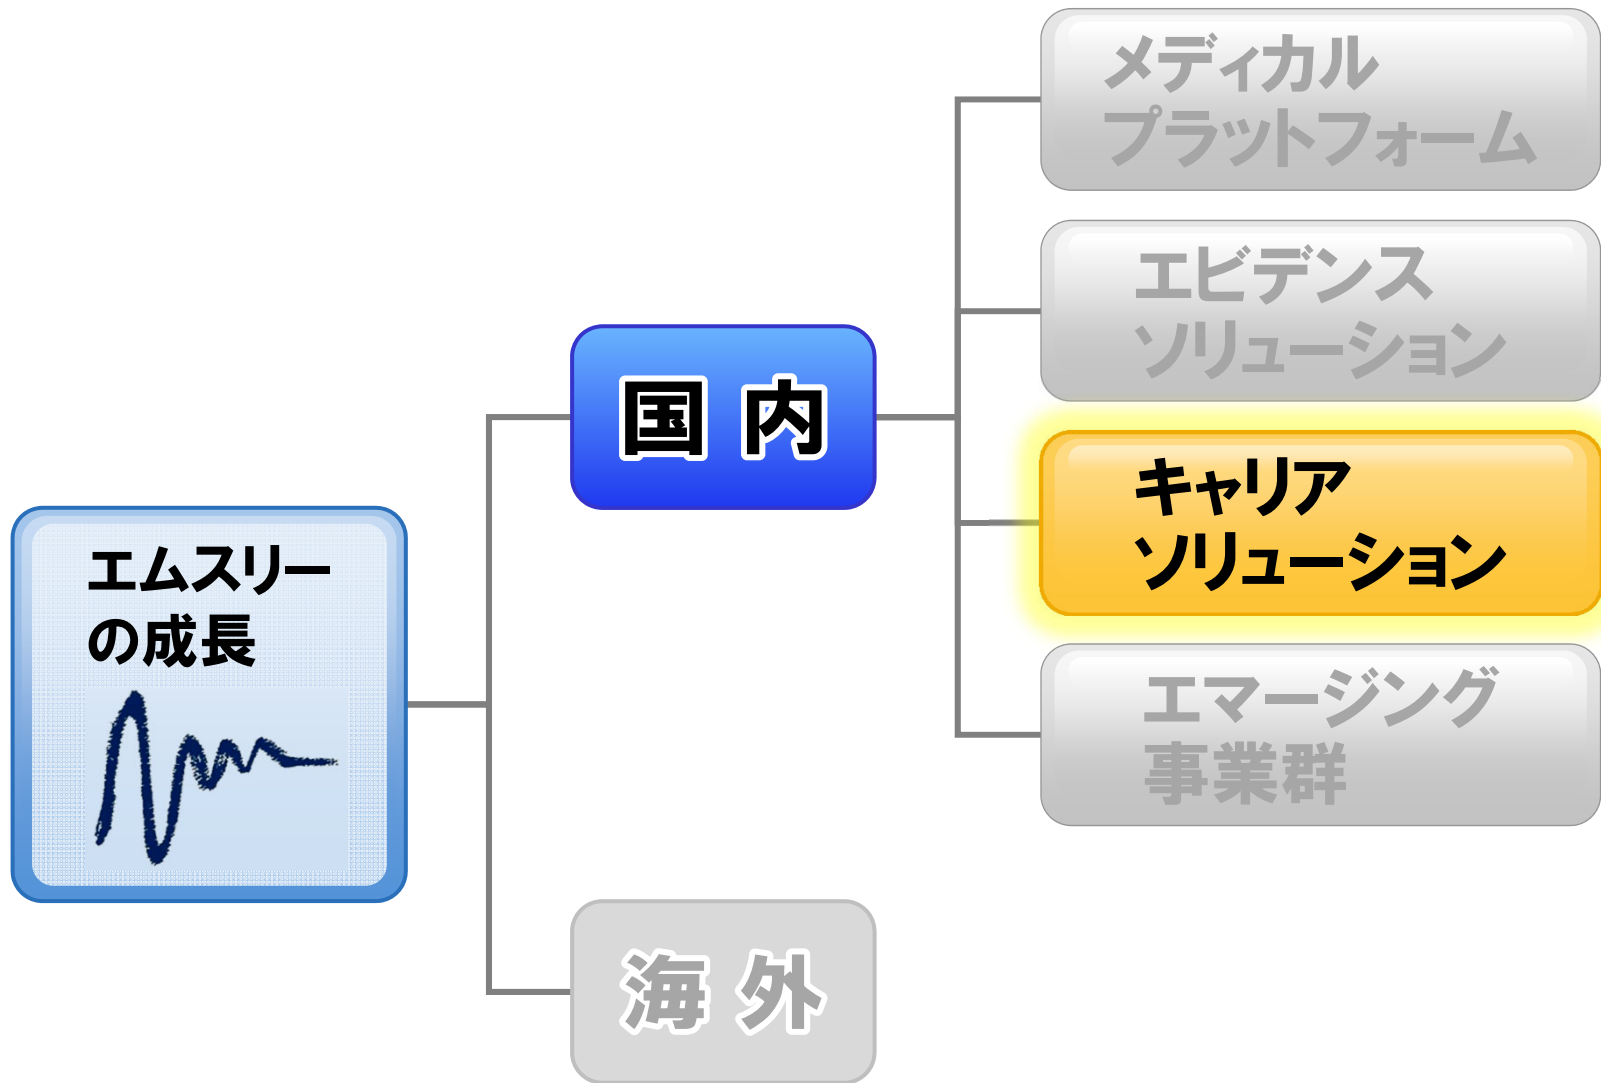 メディカル
プラットフォーム
エビデンス
ソリューション
国内
キャリア
ソリューション
エムスリー
の成長
エマージング
事業群
海外